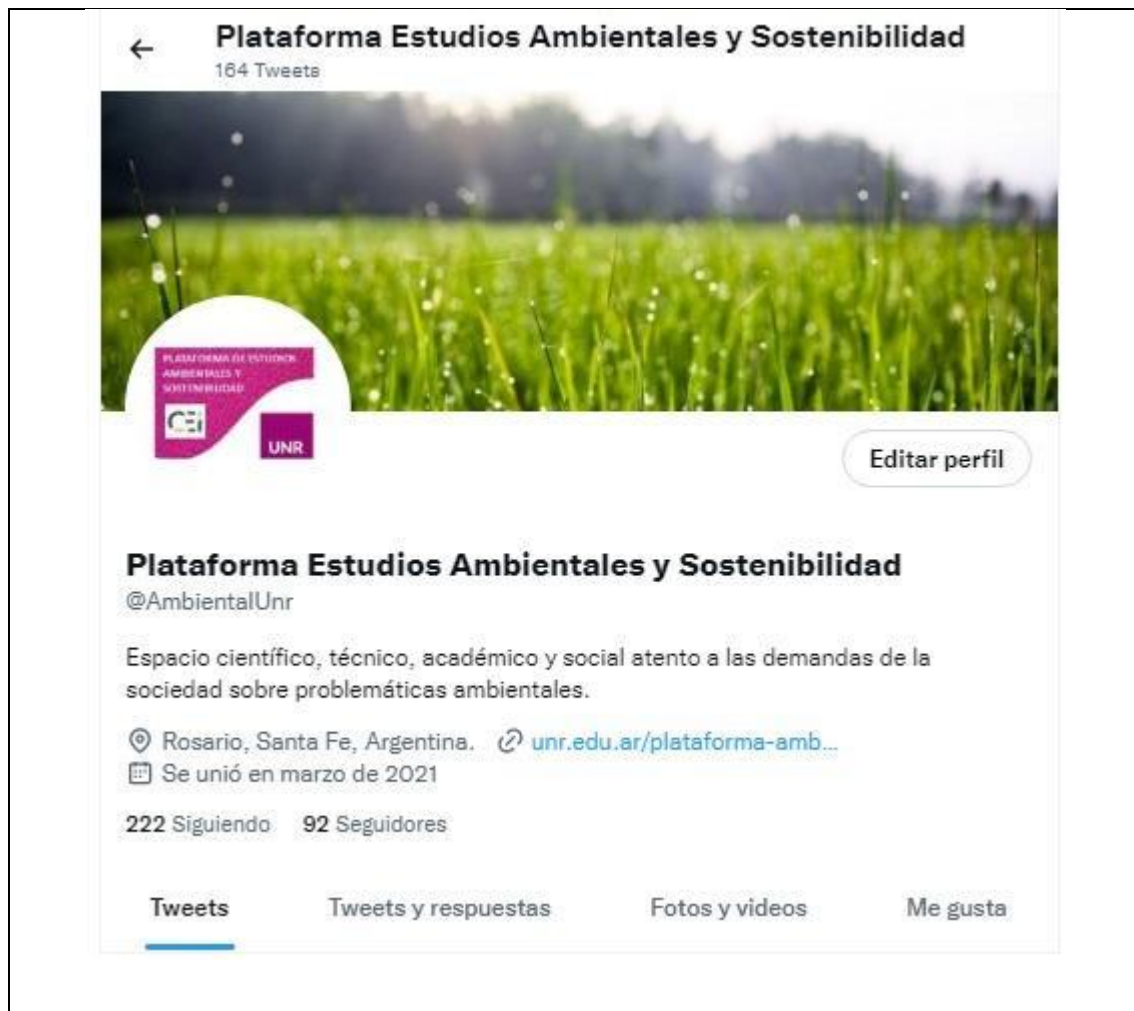 Plataforma Estudios Ambientales y Sostenibilidad
164 Tweets
PLATAFORMA DE ESTUDIOS
AMBIENTALES Y
SOSTENIBILIDAD
CEi
UNR
Editar perfil
Plataforma Estudios Ambientales y Sostenibilidad
@AmbientalUnr
Espacio científico, técnico, académico y social atento a las demandas de la
sociedad sobre problemáticas ambientales.
Rosario, Santa Fe, Argentina. unr.edu.ar/plataforma-amb...
Se unió en marzo de 2021
222 Siguiendo 92 Seguidores
Tweets Tweets y respuestas Fotos y videos Me gusta